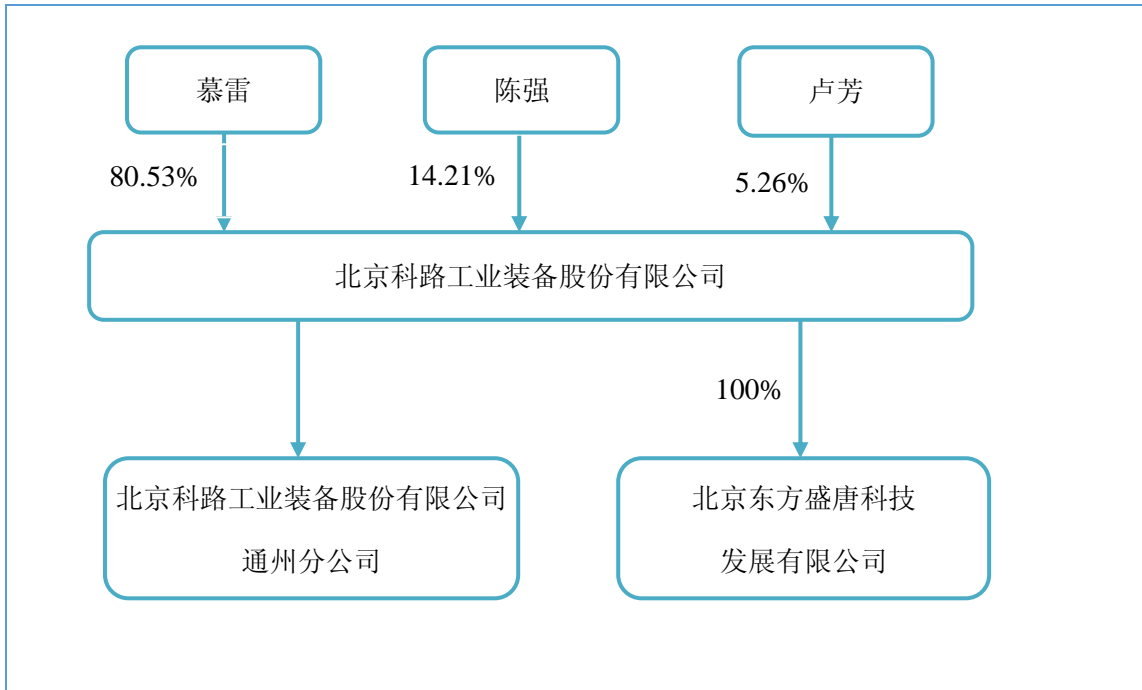 慕雷
陈强
卢芳
80.53%
14.21%
5.26%
北京科路工业装备股份有限公司
100%
北京科路工业装备股份有限公司
通州分公司
北京东方盛唐科技
发展有限公司